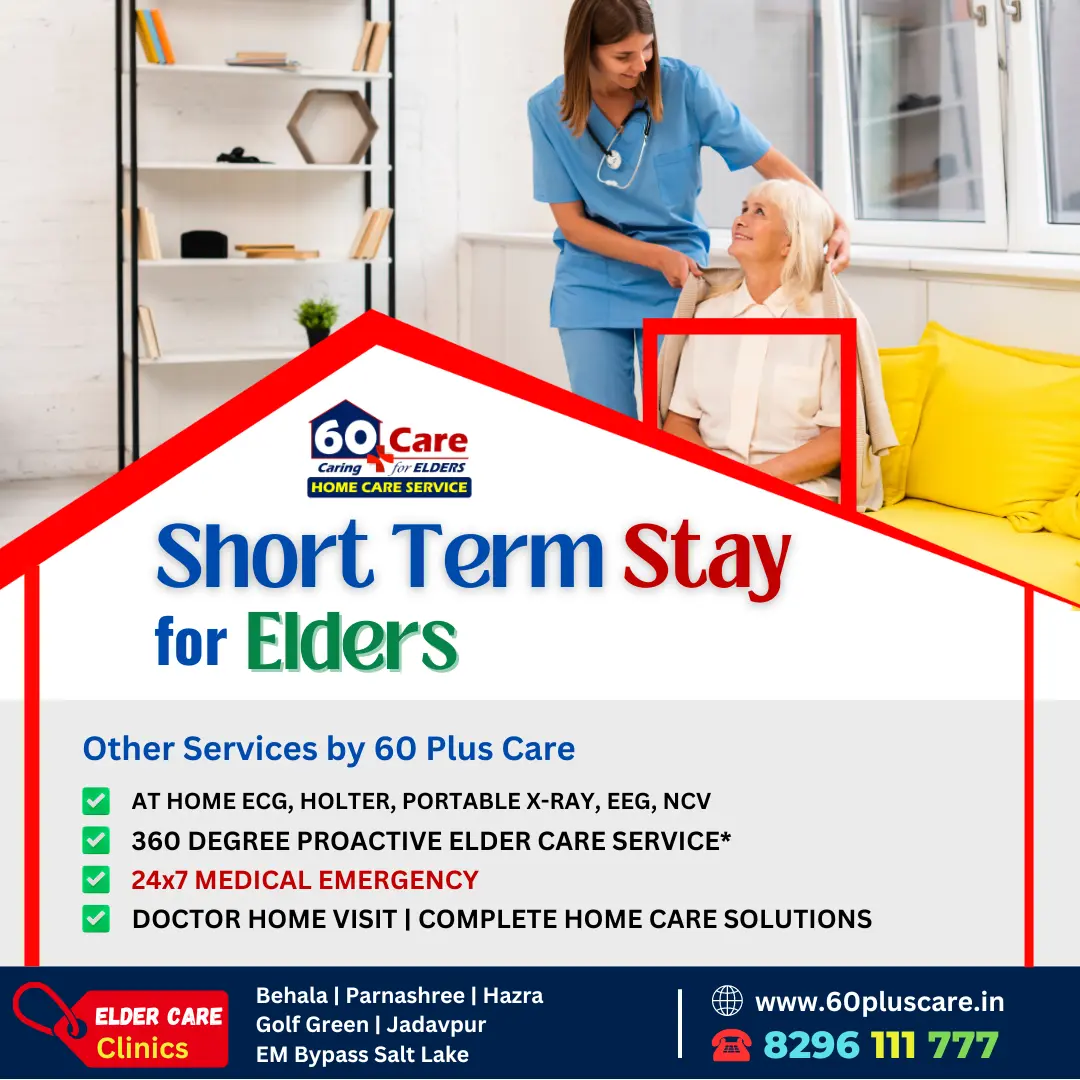 60 Care
Caring for ELDERS
HOME CARE SERVICE
Short Term Stay
for Elders
Other Services by 60 Plus Care
AT HOME ECG, HOLTER, PORTABLE X-RAY, EEG, NCV
360 DEGREE PROACTIVE ELDER CARE SERVICE*
24x7 MEDICAL EMERGENCY
DOCTOR HOME VISIT | COMPLETE HOME CARE SOLUTIONS
ELDER CARE
Clinics
Behala | Parnashree | Hazra
Golf Green | Jadavpur
EM Bypass Salt Lake
www.60pluscare.in
8296 111 777